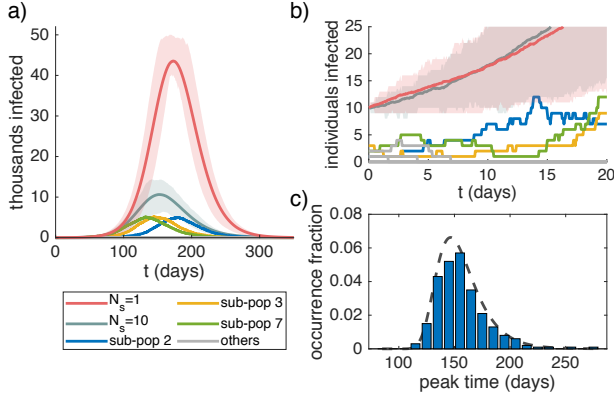 a)
thousands infected
50
40
30
20
10
0
0 100 200 300
t (days)
N_s=1
N_s=10
sub-pop 2
sub-pop 3
sub-pop 7
others
b)
individuals infected
25
20
15
10
5
0
0 5 10 15 20
t (days)
c)
occurrence fraction
0.08
0.06
0.04
0.02
0
100 150 200 250
peak time (days)